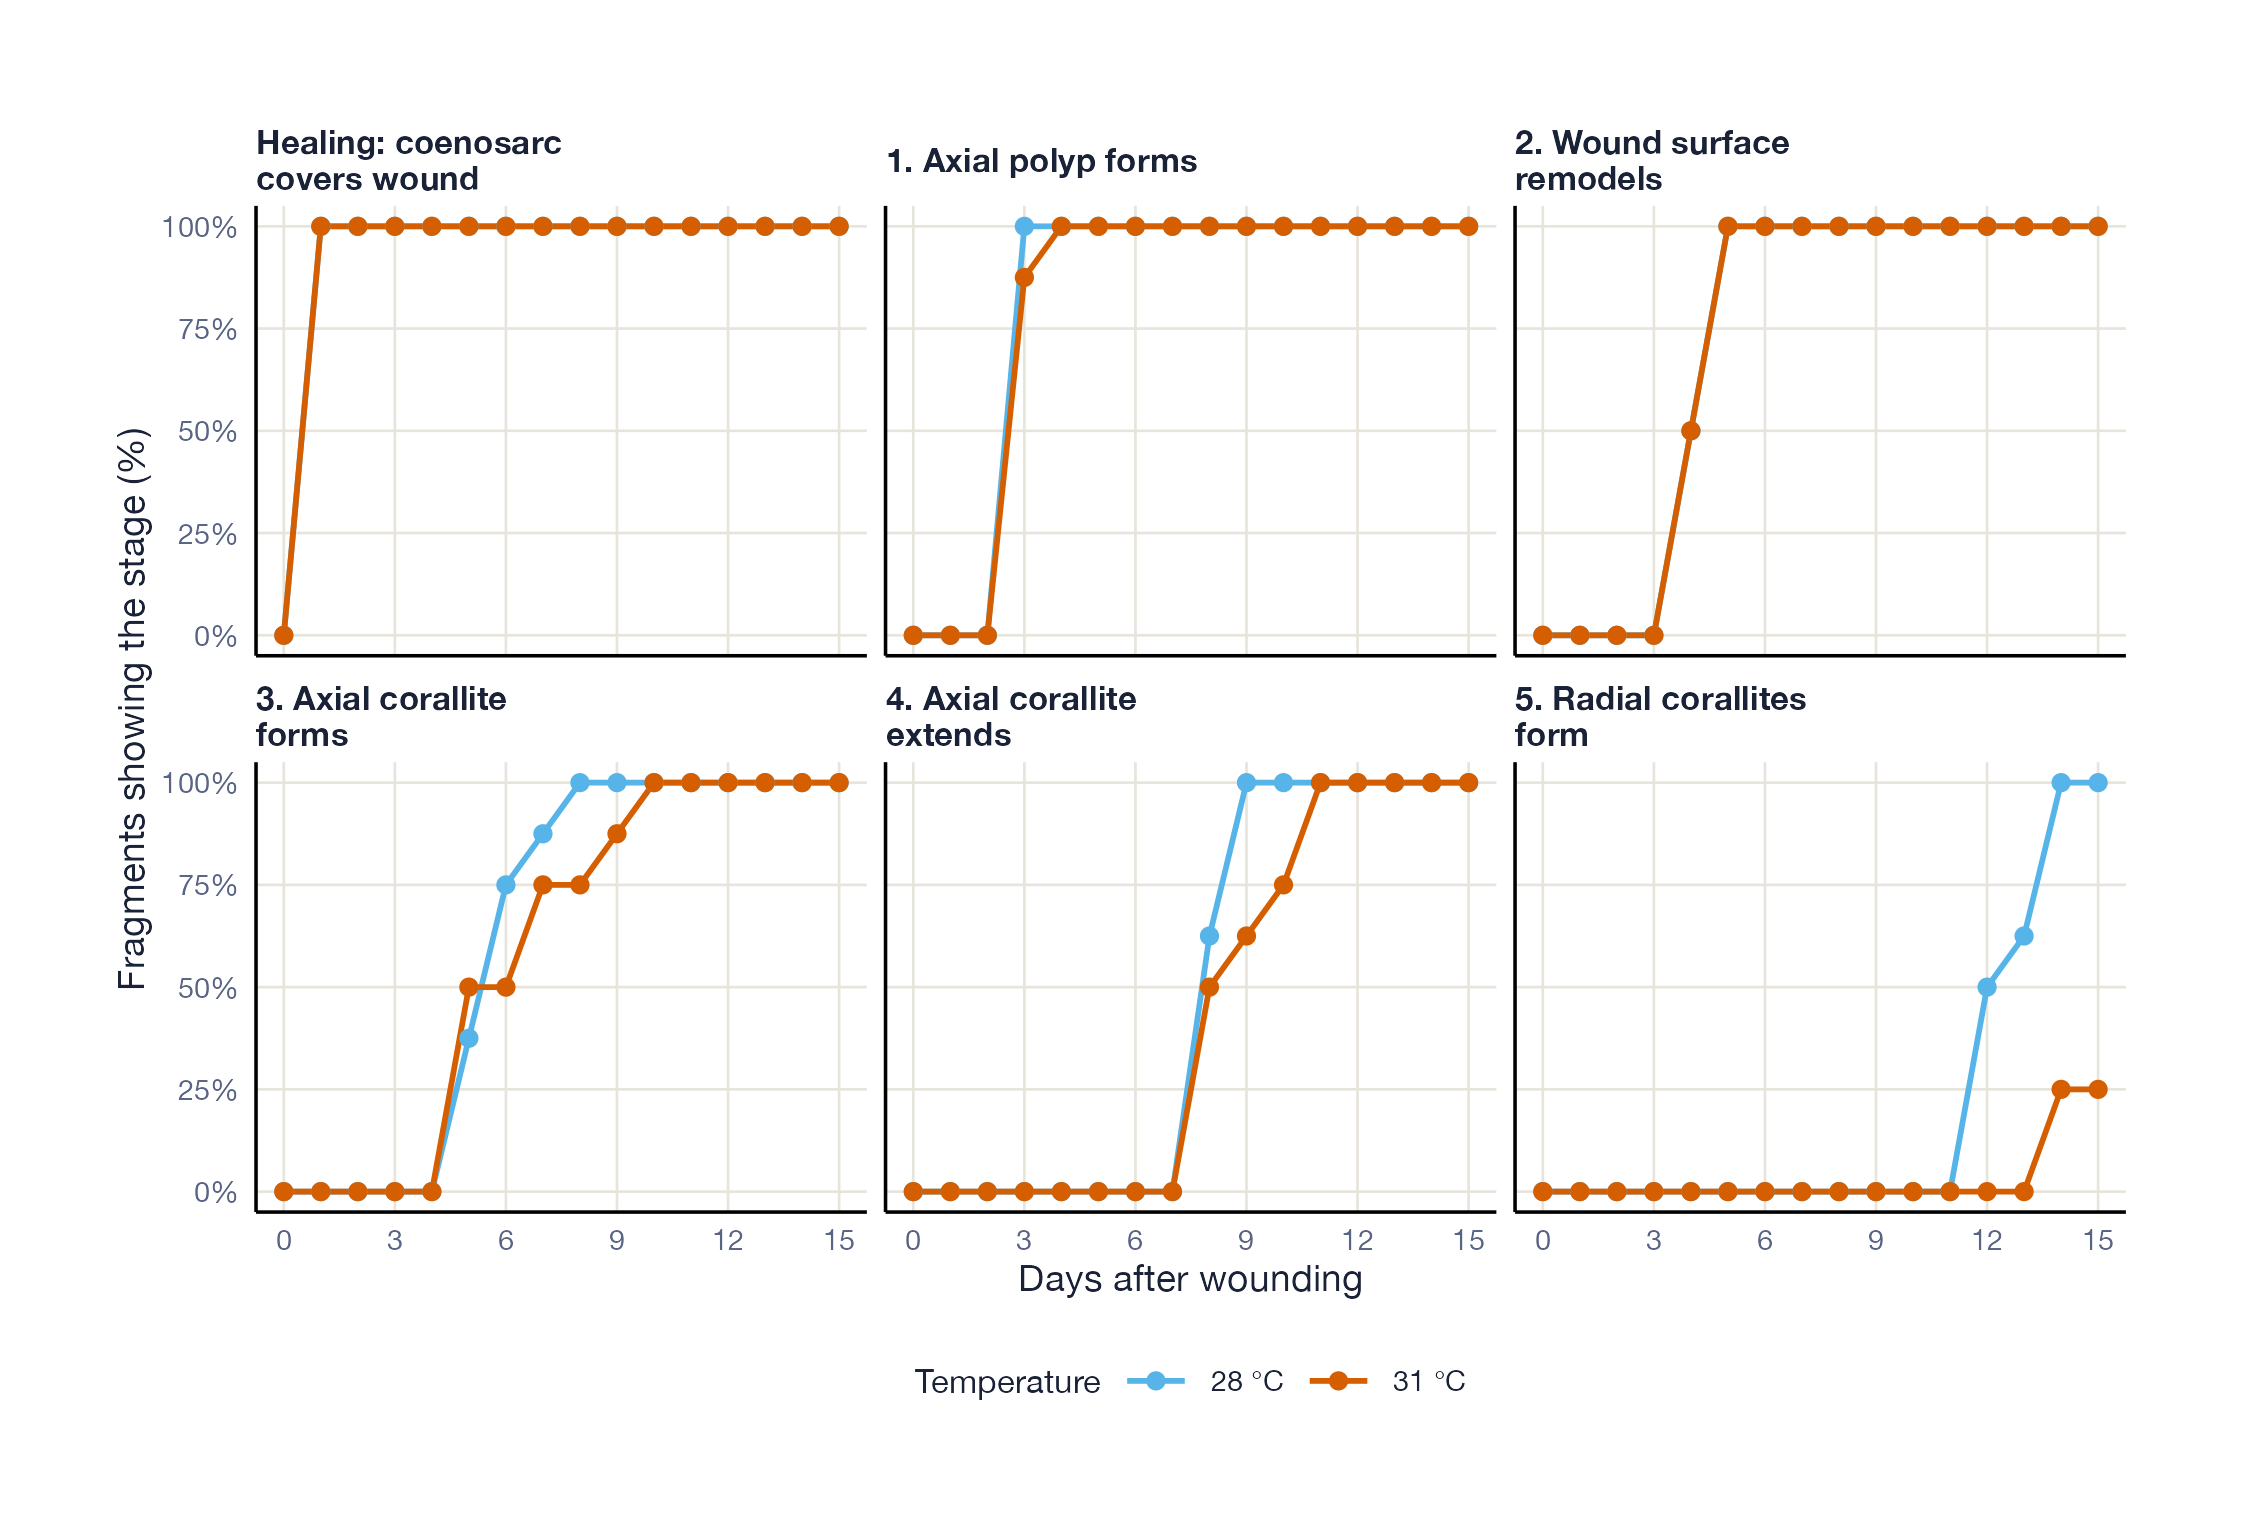 Healing: coenosarc
covers wound
1. Axial polyp forms
2. Wound surface
remodels
100%
75%
50%
25%
0%
Fragments showing the stage (%)
3. Axial corallite
forms
4. Axial corallite
extends
5. Radial corallites
form
100%
75%
50%
25%
0%
0 3 6 9 12 15
0 3 6 9 12 15
0 3 6 9 12 15
Days after wounding
Temperature 28 °C 31 °C